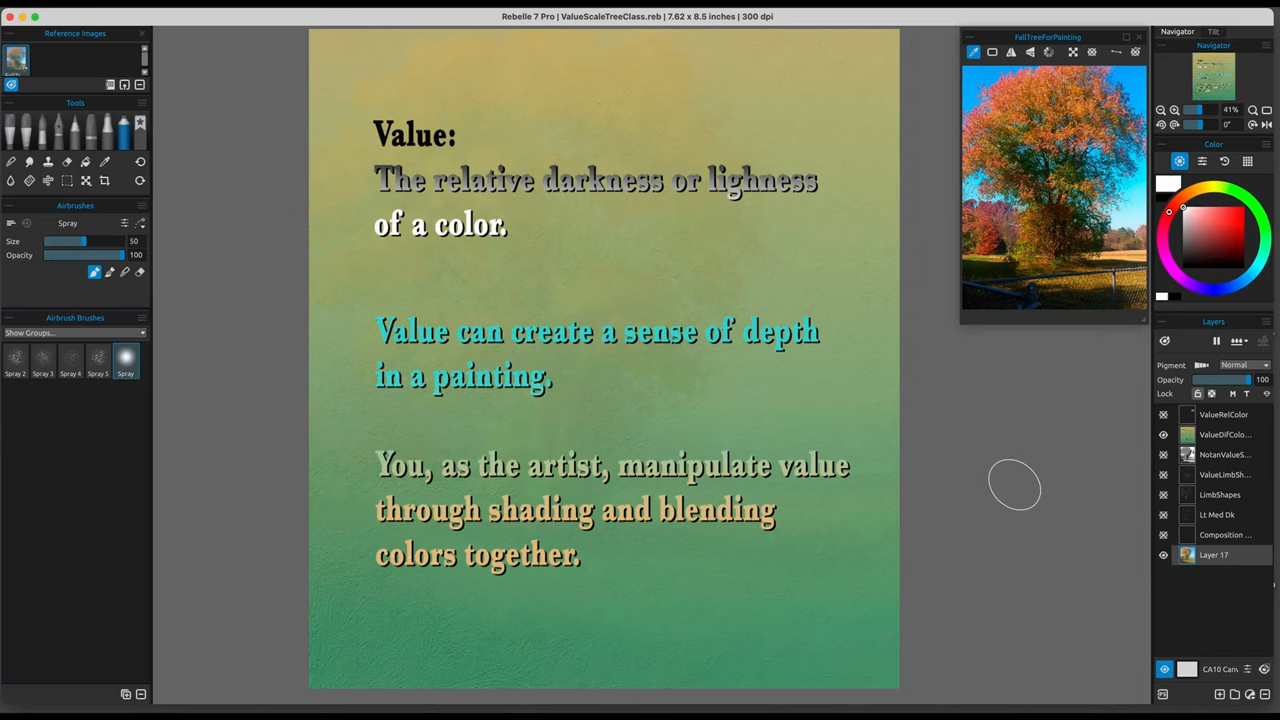 Rebelle 7 Pro | ValueScaleTreeClass.reb | 7.62 x 8.5 inches | 300 dpi
Reference Images
Tools
Airbrushes
Spray
Size 50
Opacity 100
Airbrush Brushes
Show Groups...
Spray 2 Spray 3 Spray 4 Spray 5 Spray
Value:
The relative darkness or lighness
of a color.
Value can create a sense of depth
in a painting.
You, as the artist, manipulate value
through shading and blending
colors together.
FallTreeForPainting
Navigator Tilt
Navigator
41%
0°
Color
Layers
Pigment Normal
Opacity 100
Lock M T
ValueRelColor
ValueDifColo...
NotanValueS...
ValueLimbSh...
LimbShapes
Lt Med Dk
Composition ...
Layer 17
CA10 Canv